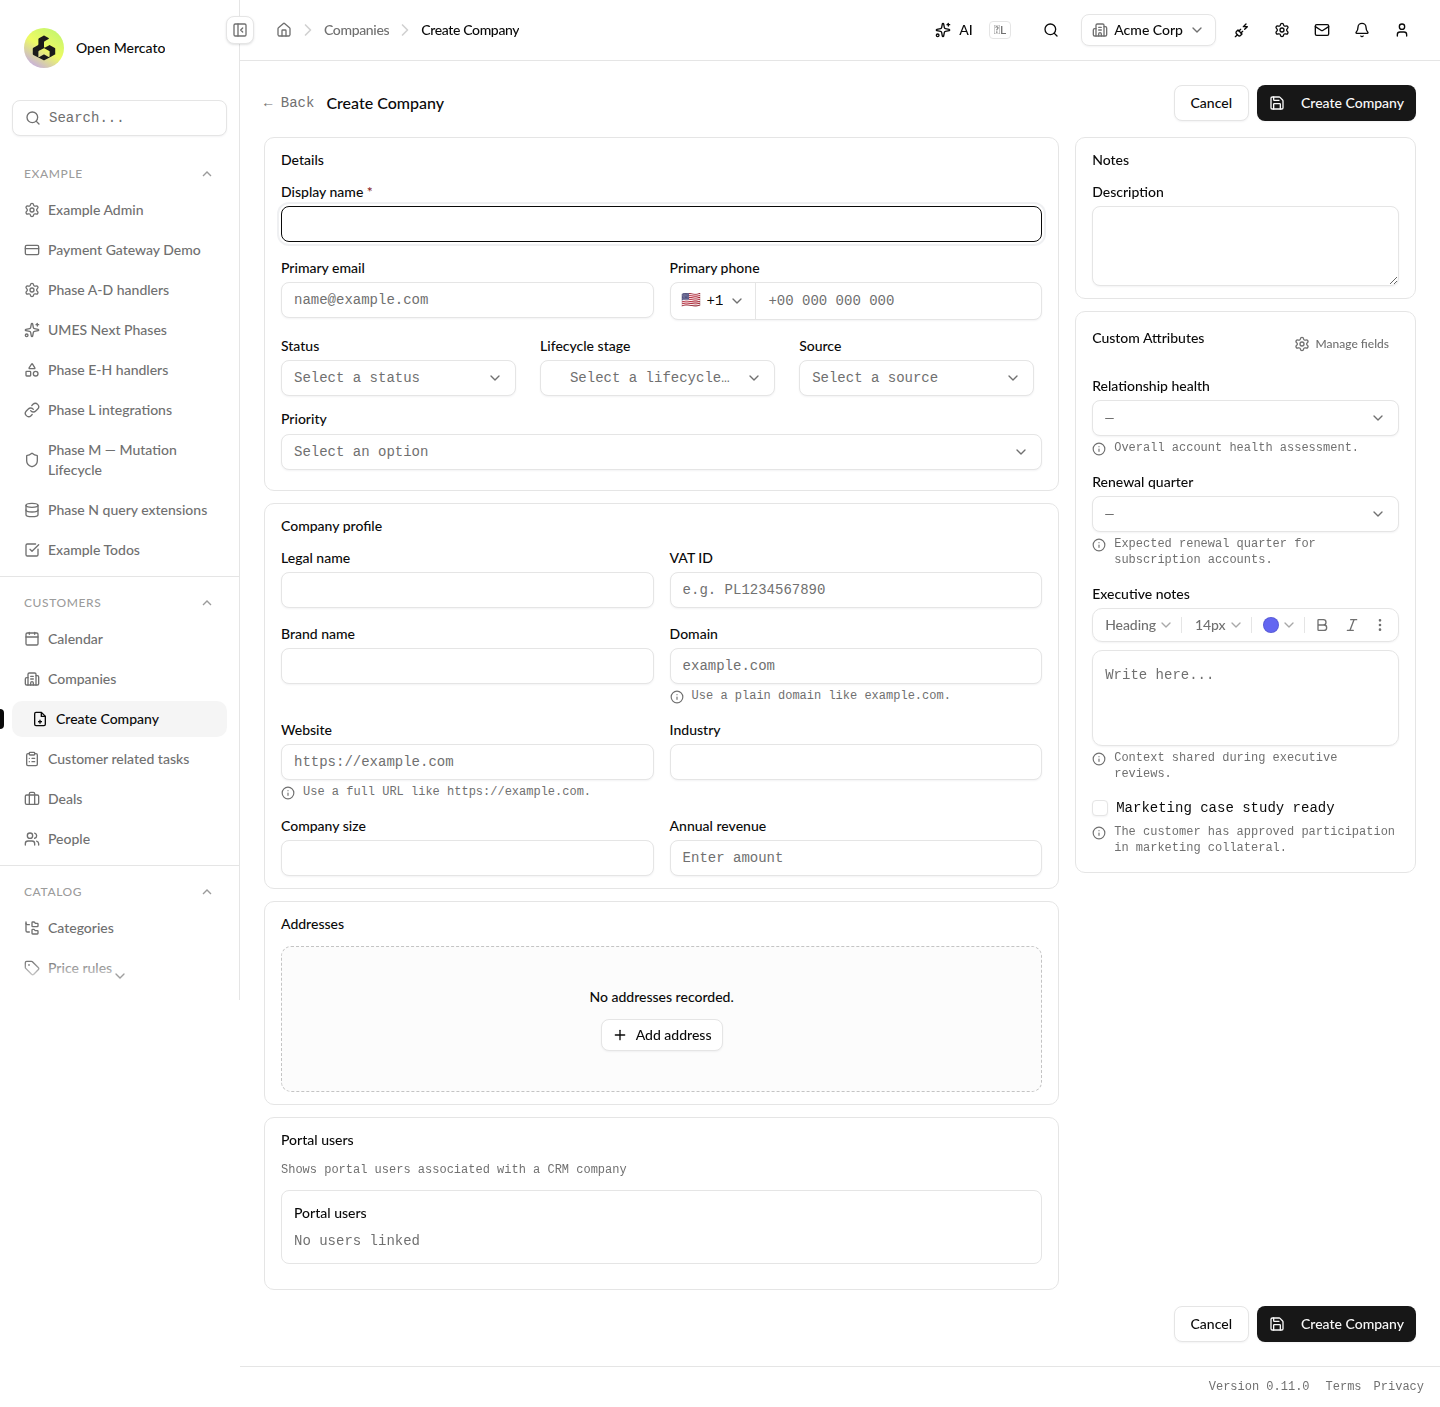 Open Mercato
Companies
Create Company
AI
L
Acme Corp
Search...
← Back
Create Company
Cancel
Create Company
EXAMPLE
Example Admin
Payment Gateway Demo
Phase A-D handlers
UMES Next Phases
Phase E-H handlers
Phase L integrations
Phase M — Mutation
Lifecycle
Phase N query extensions
Example Todos
CUSTOMERS
Calendar
Companies
Create Company
Customer related tasks
Deals
People
CATALOG
Categories
Price rules
Details
Display name *
Primary email
name@example.com
Primary phone
+1
+00 000 000 000
Status
Select a status
Lifecycle stage
Select a lifecycle…
Source
Select a source
Priority
Select an option
Company profile
Legal name
VAT ID
e.g. PL1234567890
Brand name
Domain
example.com
Use a plain domain like example.com.
Website
https://example.com
Use a full URL like https://example.com.
Industry
Company size
Annual revenue
Enter amount
Addresses
No addresses recorded.
Add address
Portal users
Shows portal users associated with a CRM company
Portal users
No users linked
Notes
Description
Custom Attributes
Manage fields
Relationship health
—
Overall account health assessment.
Renewal quarter
—
Expected renewal quarter for
subscription accounts.
Executive notes
Heading
14px
B
I
Write here...
Context shared during executive
reviews.
Marketing case study ready
The customer has approved participation
in marketing collateral.
Cancel
Create Company
Version 0.11.0
Terms
Privacy